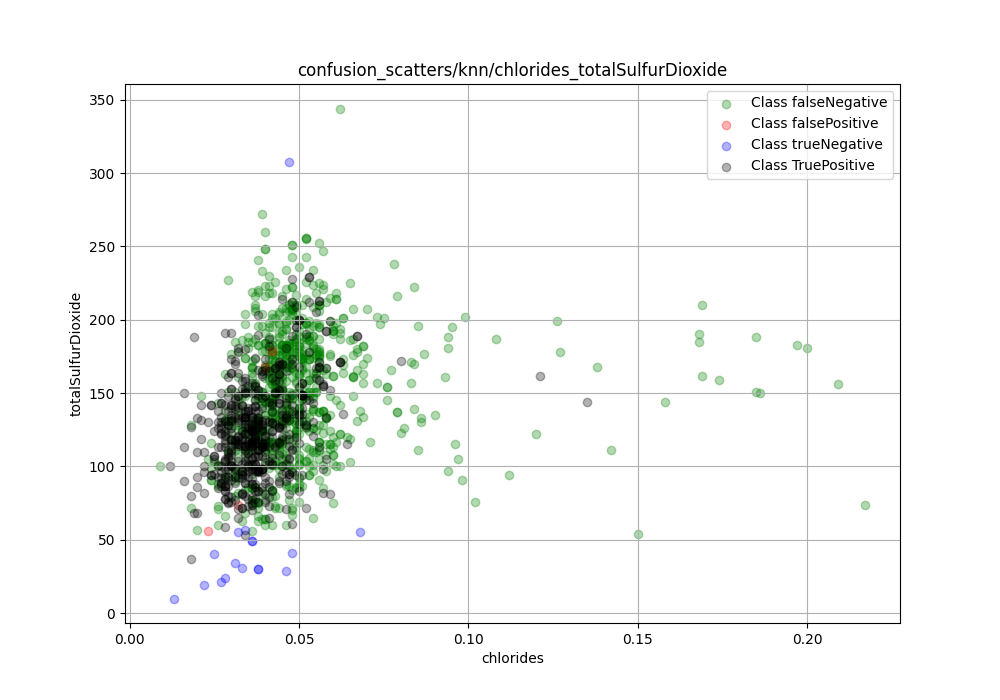 confusion_scatters/knn/chlorides_totalSulfurDioxide
Class falseNegative
Class falsePositive
Class trueNegative
Class TruePositive
350
300
250
200
150
100
50
0
totalSulfurDioxide
0.00 0.05 0.10 0.15 0.20
chlorides